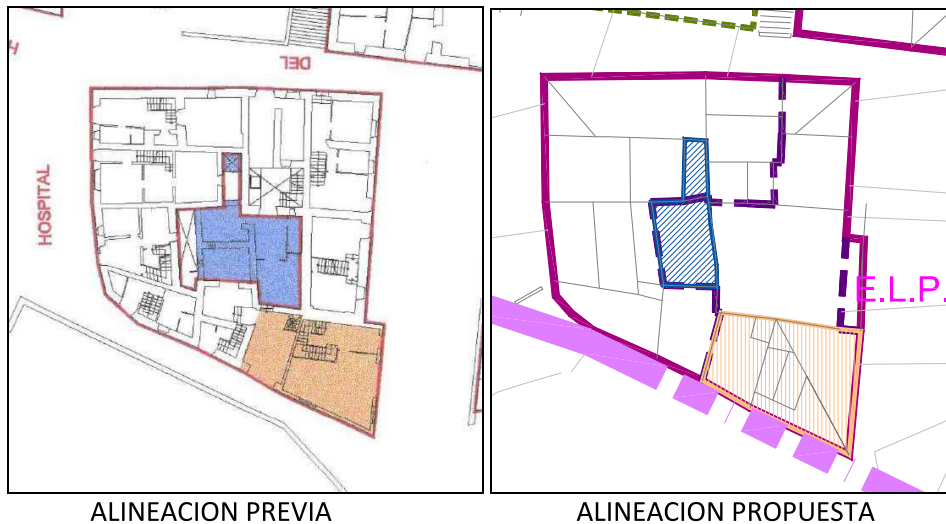 DEL
HOSPITAL
E.L.P.
ALINEACION PREVIA
ALINEACION PROPUESTA